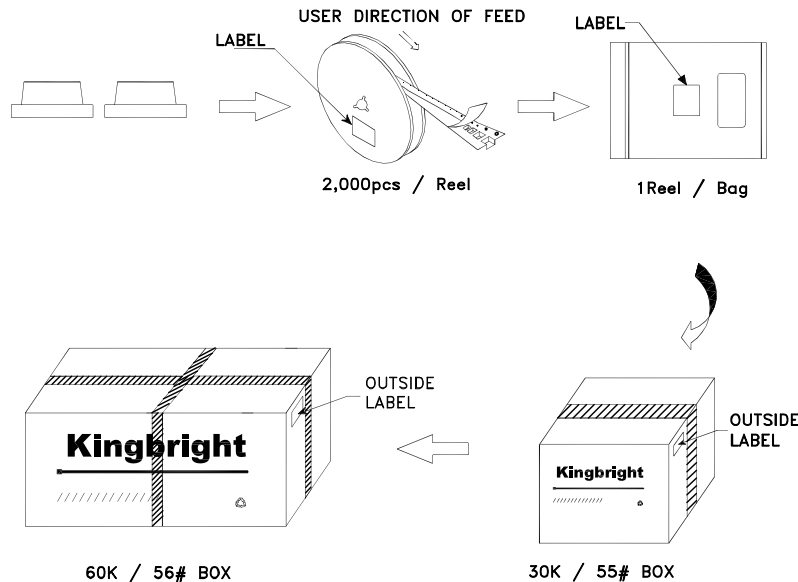 USER DIRECTION OF FEED
LABEL
LABEL
2,000pcs / Reel
1Reel / Bag
OUTSIDE
LABEL
OUTSIDE
LABEL
Kingbright
Kingbright
60K / 56# BOX
30K / 55# BOX